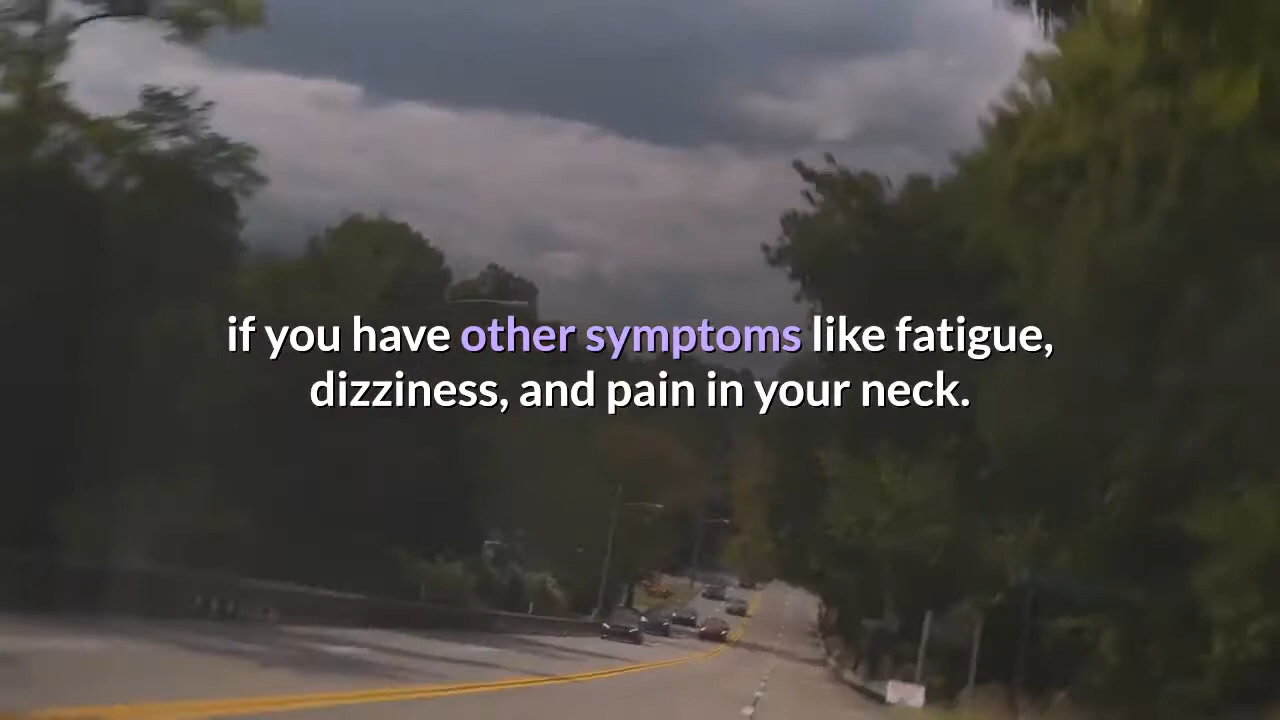 if you have other symptoms like fatigue,
dizziness, and pain in your neck.